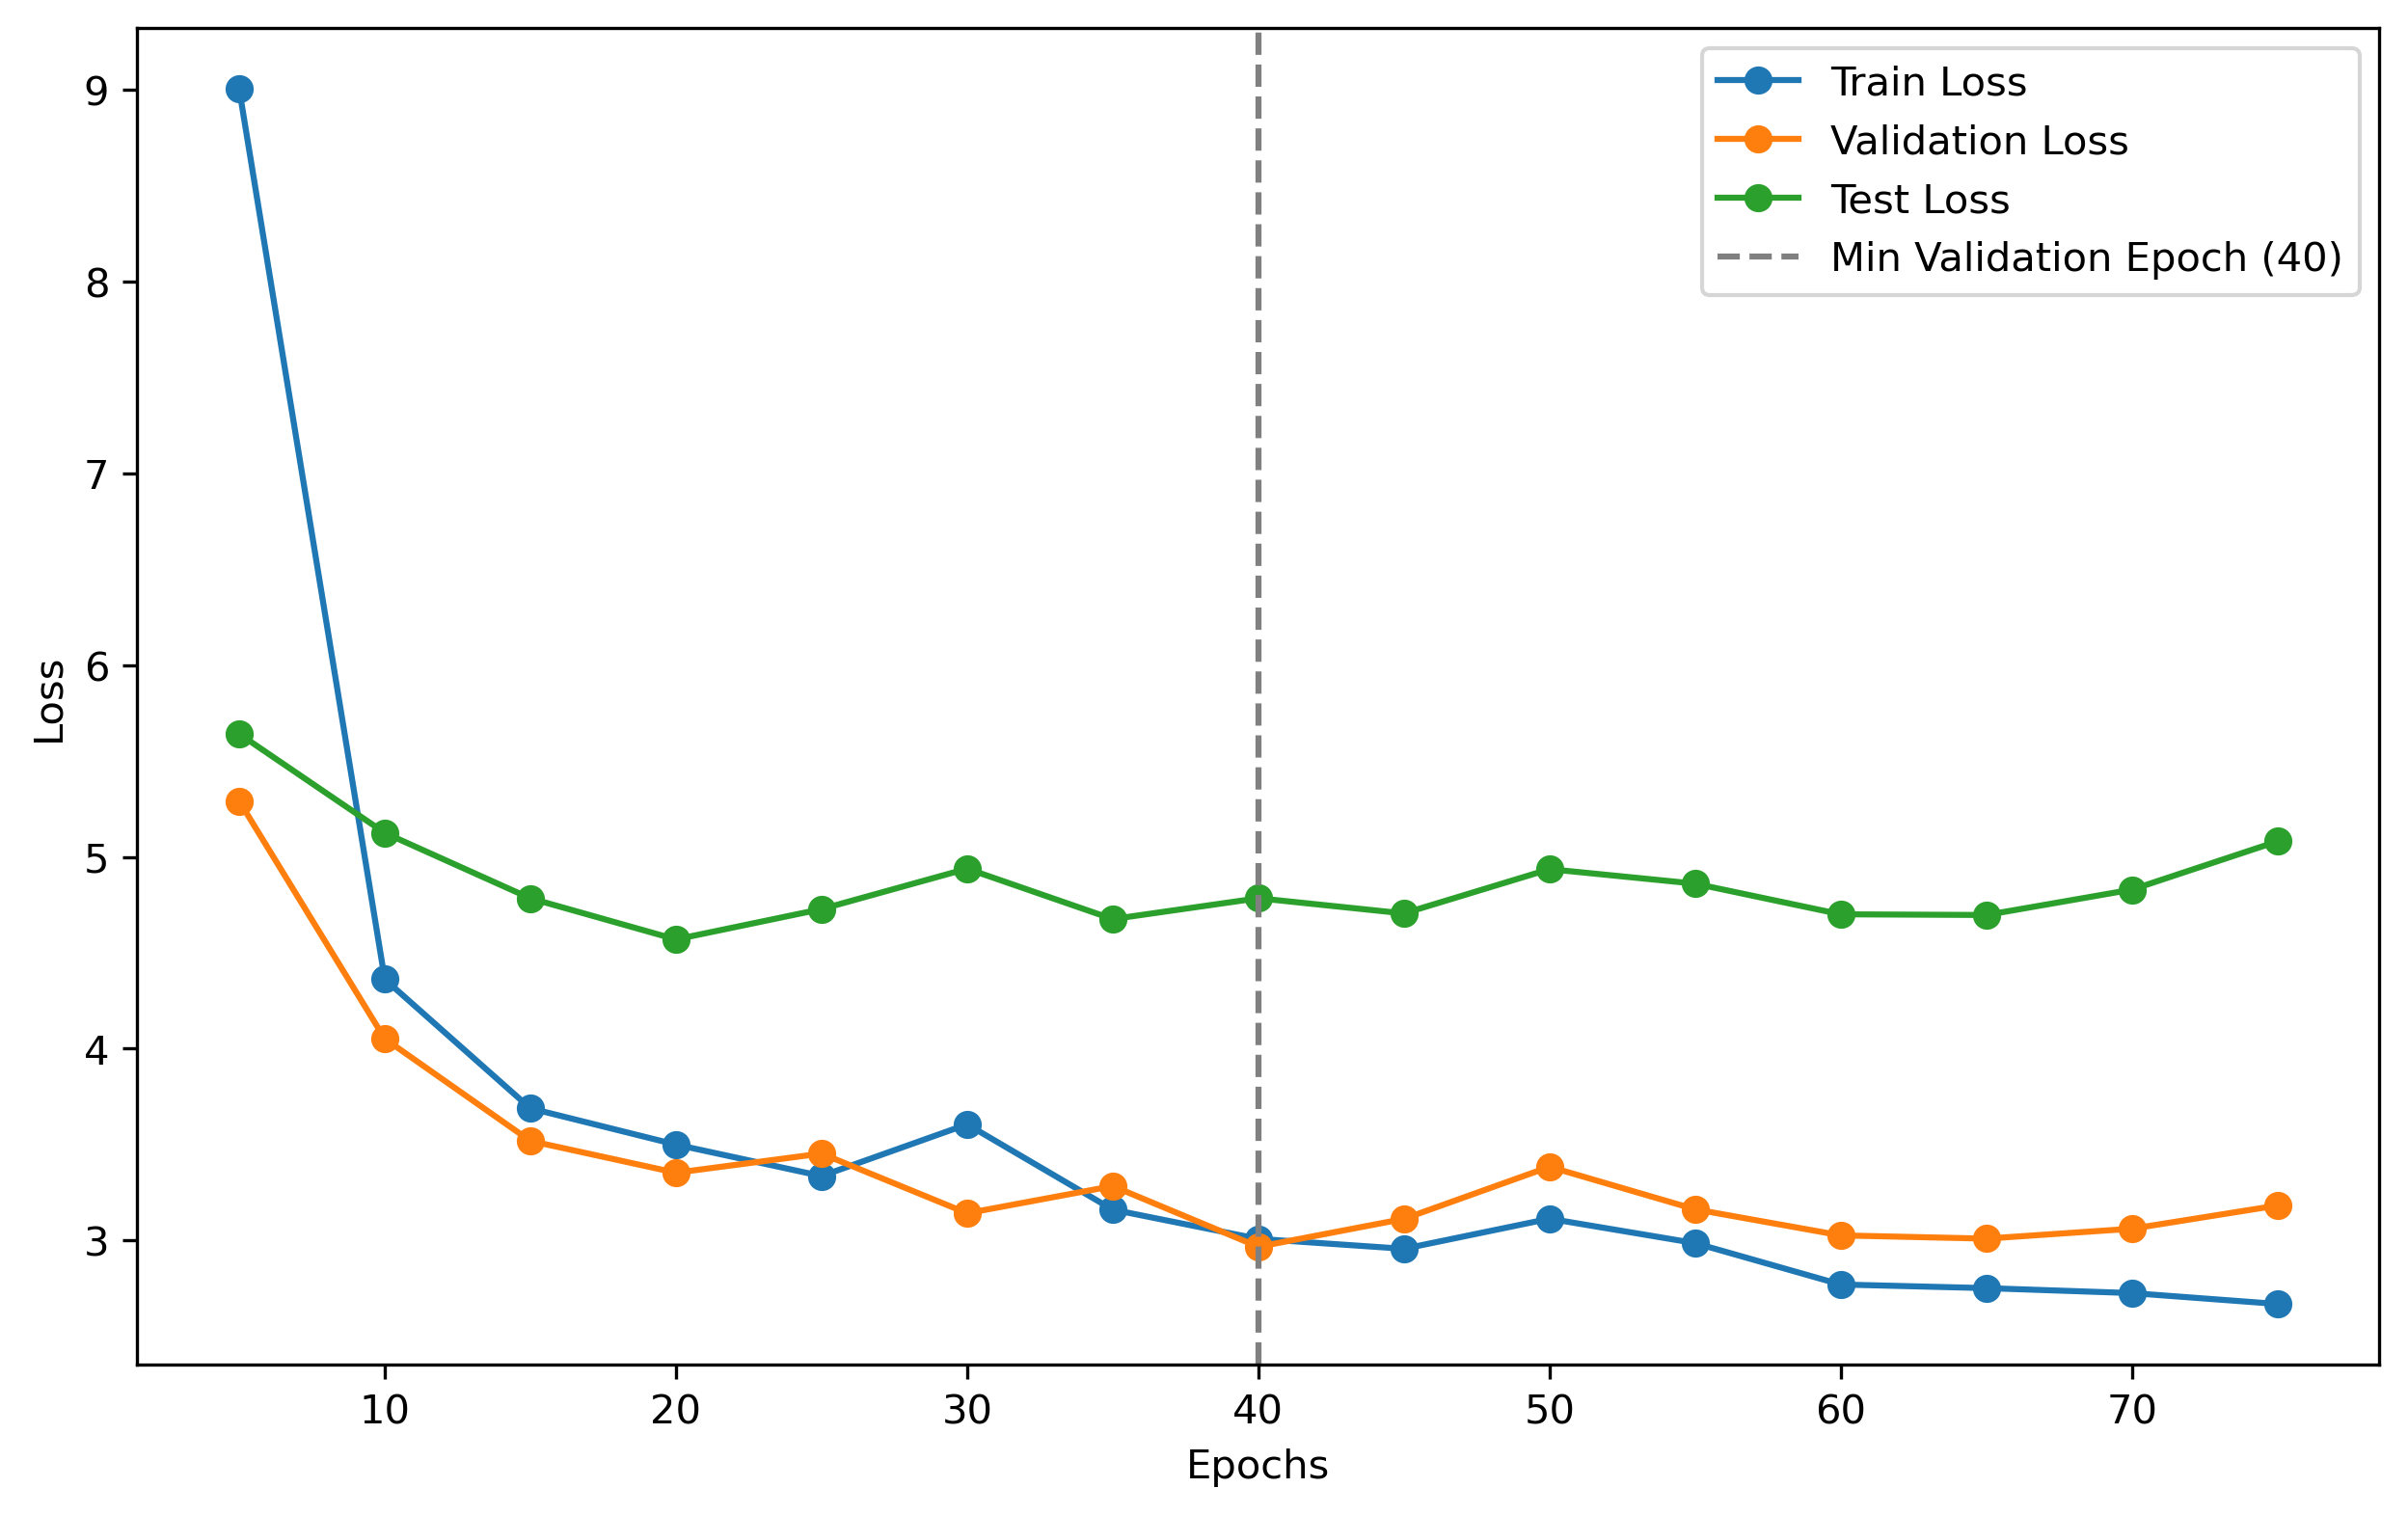 Train Loss
Validation Loss
Test Loss
Min Validation Epoch (40)
9
8
7
6
5
4
3
Loss
10 20 30 40 50 60 70
Epochs